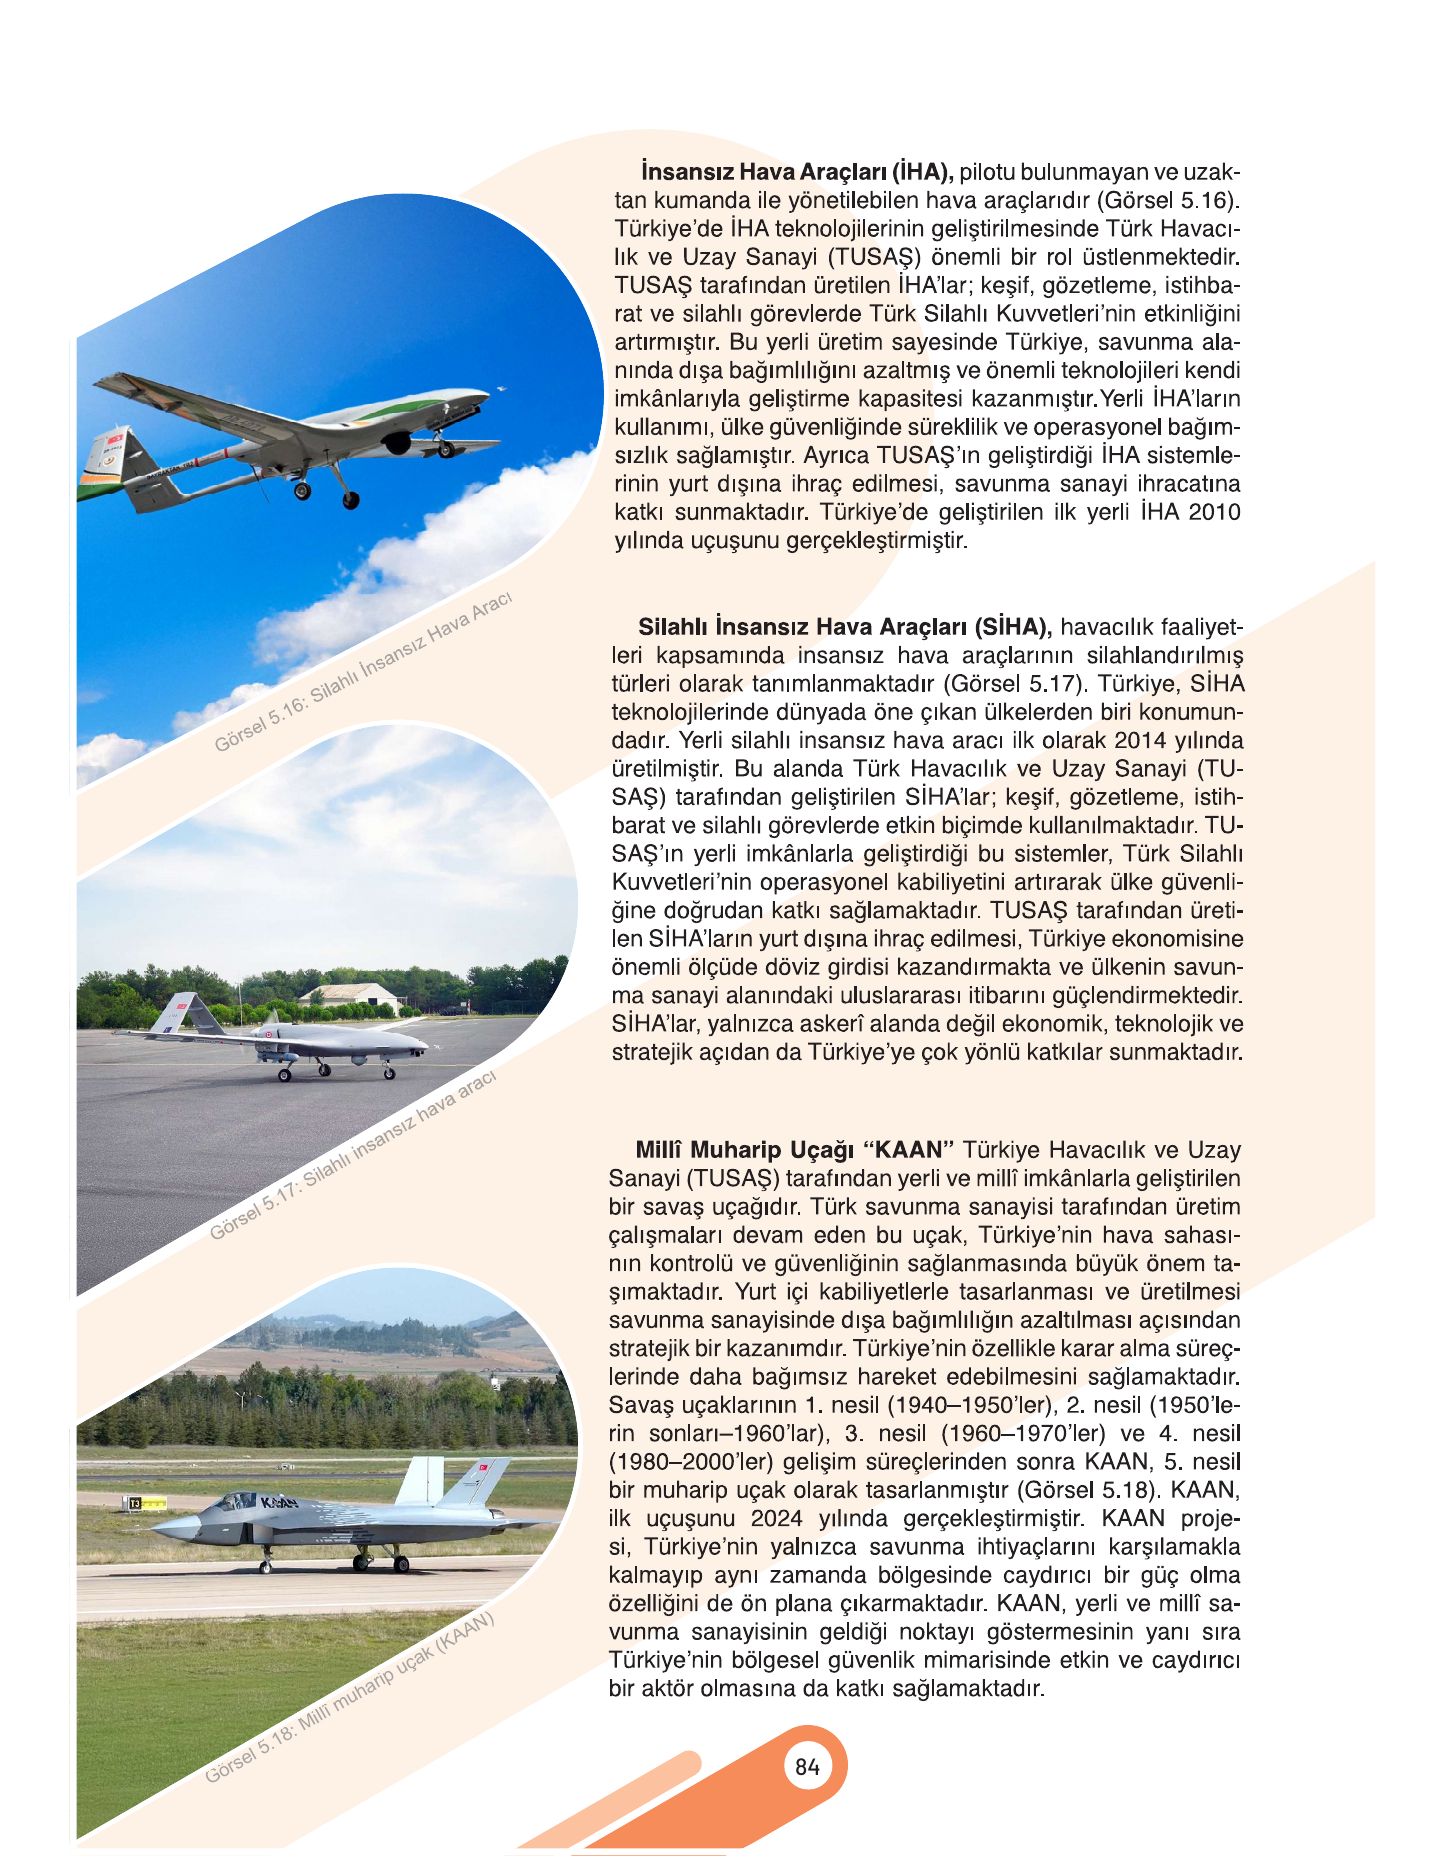 İnsansız Hava Araçları (İHA), pilotu bulunmayan ve uzak-
tan kumanda ile yönetilebilen hava araçlarıdır (Görsel 5.16).
Türkiye’de İHA teknolojilerinin geliştirilmesinde Türk Havacı-
lık ve Uzay Sanayi (TUSAŞ) önemli bir rol üstlenmektedir.
TUSAŞ tarafından üretilen İHA’lar; keşif, gözetleme, istihba-
rat ve silahlı görevlerde Türk Silahlı Kuvvetleri’nin etkinliğini
artırmıştır. Bu yerli üretim sayesinde Türkiye, savunma ala-
nında dışa bağımlılığını azaltmış ve önemli teknolojileri kendi
imkânlarıyla geliştirme kapasitesi kazanmıştır.Yerli İHA’ların
kullanımı, ülke güvenliğinde süreklilik ve operasyonel bağım-
sızlık sağlamıştır. Ayrıca TUSAŞ’ın geliştirdiği İHA sistemle-
rinin yurt dışına ihraç edilmesi, savunma sanayi ihracatına
katkı sunmaktadır. Türkiye’de geliştirilen ilk yerli İHA 2010
yılında uçuşunu gerçekleştirmiştir.
BAYRAKTAR TB2
Görsel 5.16: Silahlı İnsansız Hava Aracı
Silahlı İnsansız Hava Araçları (SİHA), havacılık faaliyet-
leri kapsamında insansız hava araçlarının silahlandırılmış
türleri olarak tanımlanmaktadır (Görsel 5.17). Türkiye, SİHA
teknolojilerinde dünyada öne çıkan ülkelerden biri konumun-
dadır. Yerli silahlı insansız hava aracı ilk olarak 2014 yılında
üretilmiştir. Bu alanda Türk Havacılık ve Uzay Sanayi (TU-
SAŞ) tarafından geliştirilen SİHA’lar; keşif, gözetleme, istih-
barat ve silahlı görevlerde etkin biçimde kullanılmaktadır. TU-
SAŞ’ın yerli imkânlarla geliştirdiği bu sistemler, Türk Silahlı
Kuvvetleri’nin operasyonel kabiliyetini artırarak ülke güvenli-
ğine doğrudan katkı sağlamaktadır. TUSAŞ tarafından üreti-
len SİHA’ların yurt dışına ihraç edilmesi, Türkiye ekonomisine
önemli ölçüde döviz girdisi kazandırmakta ve ülkenin savun-
ma sanayi alanındaki uluslararası itibarını güçlendirmektedir.
SİHA’lar, yalnızca askerî alanda değil ekonomik, teknolojik ve
stratejik açıdan da Türkiye’ye çok yönlü katkılar sunmaktadır.
Görsel 5.17: Silahlı insansız hava aracı
Millî Muharip Uçağı “KAAN” Türkiye Havacılık ve Uzay
Sanayi (TUSAŞ) tarafından yerli ve millî imkânlarla geliştirilen
bir savaş uçağıdır. Türk savunma sanayisi tarafından üretim
çalışmaları devam eden bu uçak, Türkiye’nin hava sahası-
nın kontrolü ve güvenliğinin sağlanmasında büyük önem ta-
şımaktadır. Yurt içi kabiliyetlerle tasarlanması ve üretilmesi
savunma sanayisinde dışa bağımlılığın azaltılması açısından
stratejik bir kazanımdır. Türkiye’nin özellikle karar alma süreç-
lerinde daha bağımsız hareket edebilmesini sağlamaktadır.
Savaş uçaklarının 1. nesil (1940–1950’ler), 2. nesil (1950’le-
rin sonları–1960’lar), 3. nesil (1960–1970’ler) ve 4. nesil
(1980–2000’ler) gelişim süreçlerinden sonra KAAN, 5. nesil
bir muharip uçak olarak tasarlanmıştır (Görsel 5.18). KAAN,
ilk uçuşunu 2024 yılında gerçekleştirmiştir. KAAN proje-
si, Türkiye’nin yalnızca savunma ihtiyaçlarını karşılamakla
kalmayıp aynı zamanda bölgesinde caydırıcı bir güç olma
özelliğini de ön plana çıkarmaktadır. KAAN, yerli ve millî sa-
vunma sanayisinin geldiği noktayı göstermesinin yanı sıra
Türkiye’nin bölgesel güvenlik mimarisinde etkin ve caydırıcı
bir aktör olmasına da katkı sağlamaktadır.
T3
KAAN
Görsel 5.18: Millî muharip uçak (KAAN)
84